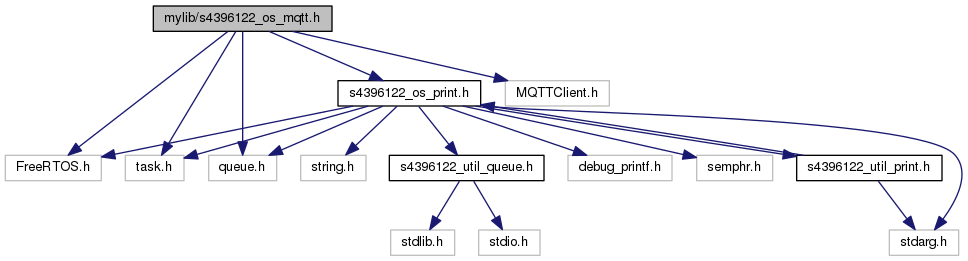 mylib/s4396122_os_mqtt.h
s4396122_os_print.h
MQTTClient.h
FreeRTOS.h
task.h
queue.h
string.h
s4396122_util_queue.h
debug_printf.h
semphr.h
s4396122_util_print.h
stdlib.h
stdio.h
stdarg.h